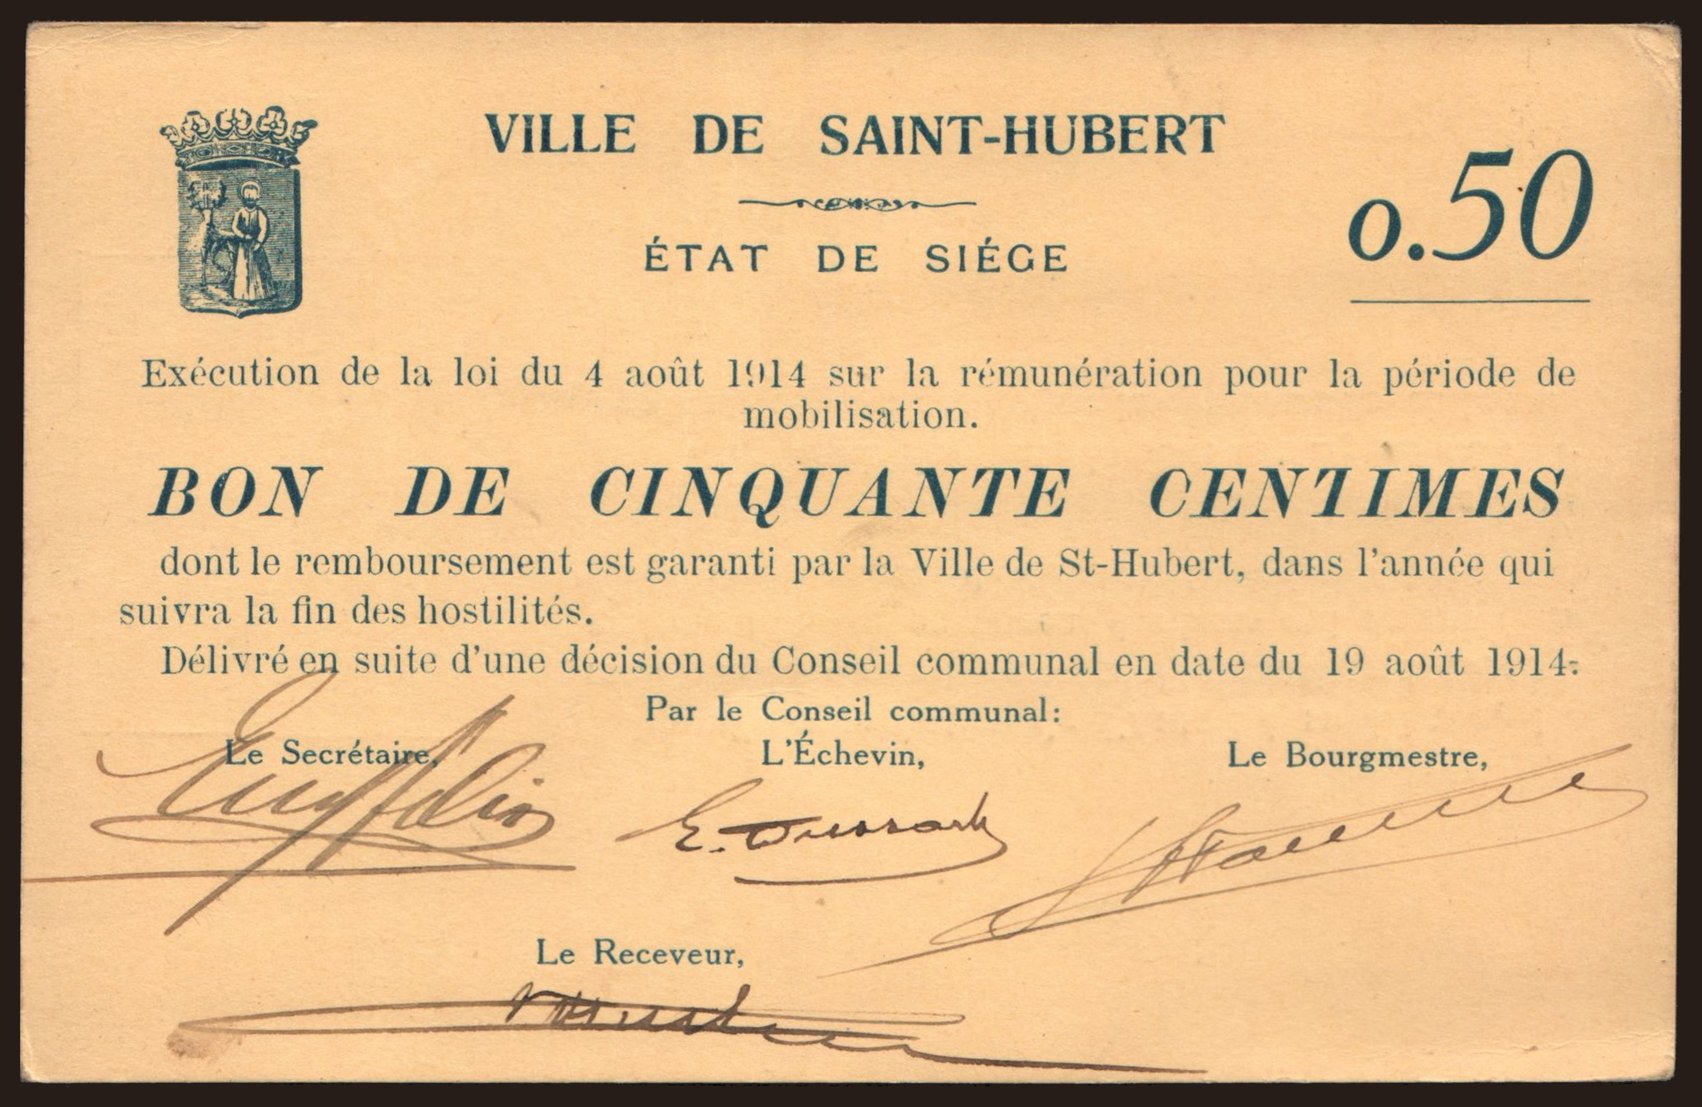 VILLE DE SAINT-HUBERT
ÉTAT DE SIÉGE
0.50
Exécution de la loi du 4 août 1914 sur la rémunération pour la période de
mobilisation.
BON DE CINQUANTE CENTIMES
dont le remboursement est garanti par la Ville de St-Hubert, dans l'année qui
suivra la fin des hostilités.
Délivré en suite d'une décision du Conseil communal en date du 19 août 1914.
Par le Conseil communal:
Le Secrétaire, L'Échevin, Le Bourgmestre,
E. Dussart
Le Receveur,